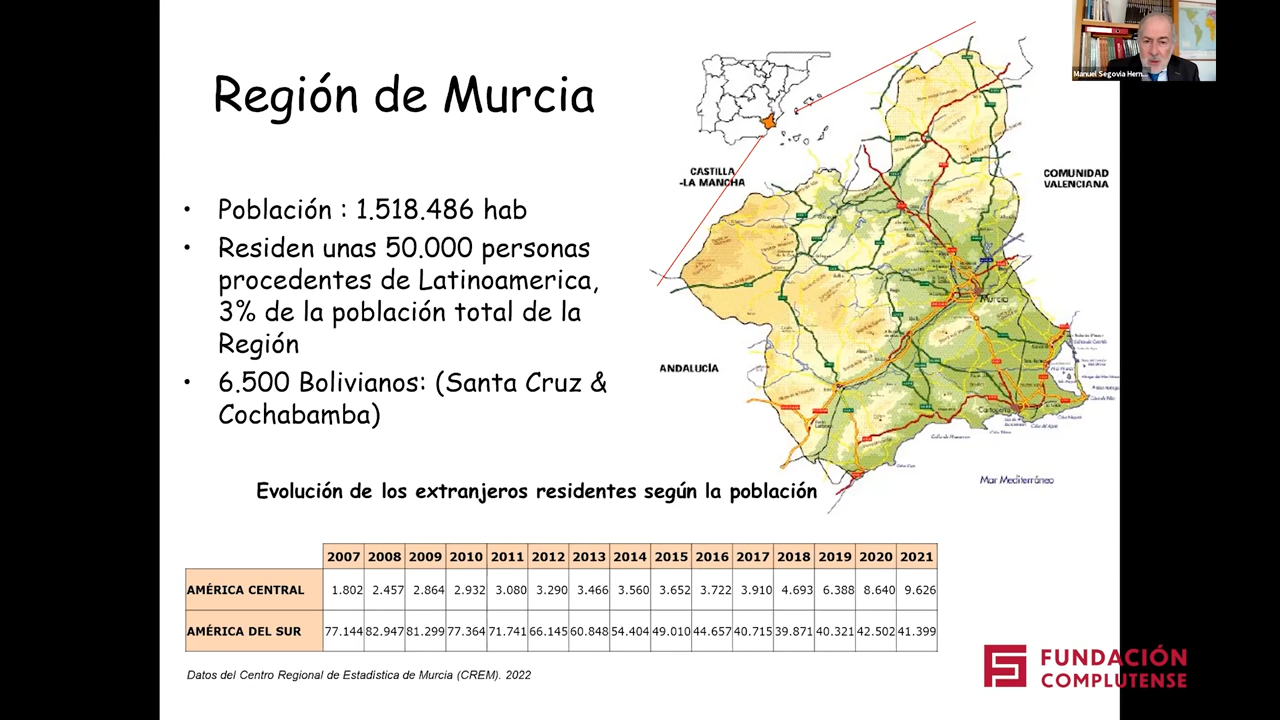 Manuel Segovia Hern...
Región de Murcia
CASTILLA
-LA MANCHA
COMUNIDAD
VALENCIANA
• Población : 1.518.486 hab
• Residen unas 50.000 personas
procedentes de Latinoamerica,
3% de la población total de la
Región
• 6.500 Bolivianos: (Santa Cruz &
Cochabamba)
Murcia
ANDALUCÍA
Cartagena
Mar Mediterráneo
Evolución de los extranjeros residentes según la población
2007 2008 2009 2010 2011 2012 2013 2014 2015 2016 2017 2018 2019 2020 2021
AMÉRICA CENTRAL 1.802 2.457 2.864 2.932 3.080 3.290 3.466 3.560 3.652 3.722 3.910 4.693 6.388 8.640 9.626
AMÉRICA DEL SUR 77.144 82.947 81.299 77.364 71.741 66.145 60.848 54.404 49.010 44.657 40.715 39.871 40.321 42.502 41.399
Datos del Centro Regional de Estadística de Murcia (CREM). 2022
FUNDACIÓN
COMPLUTENSE